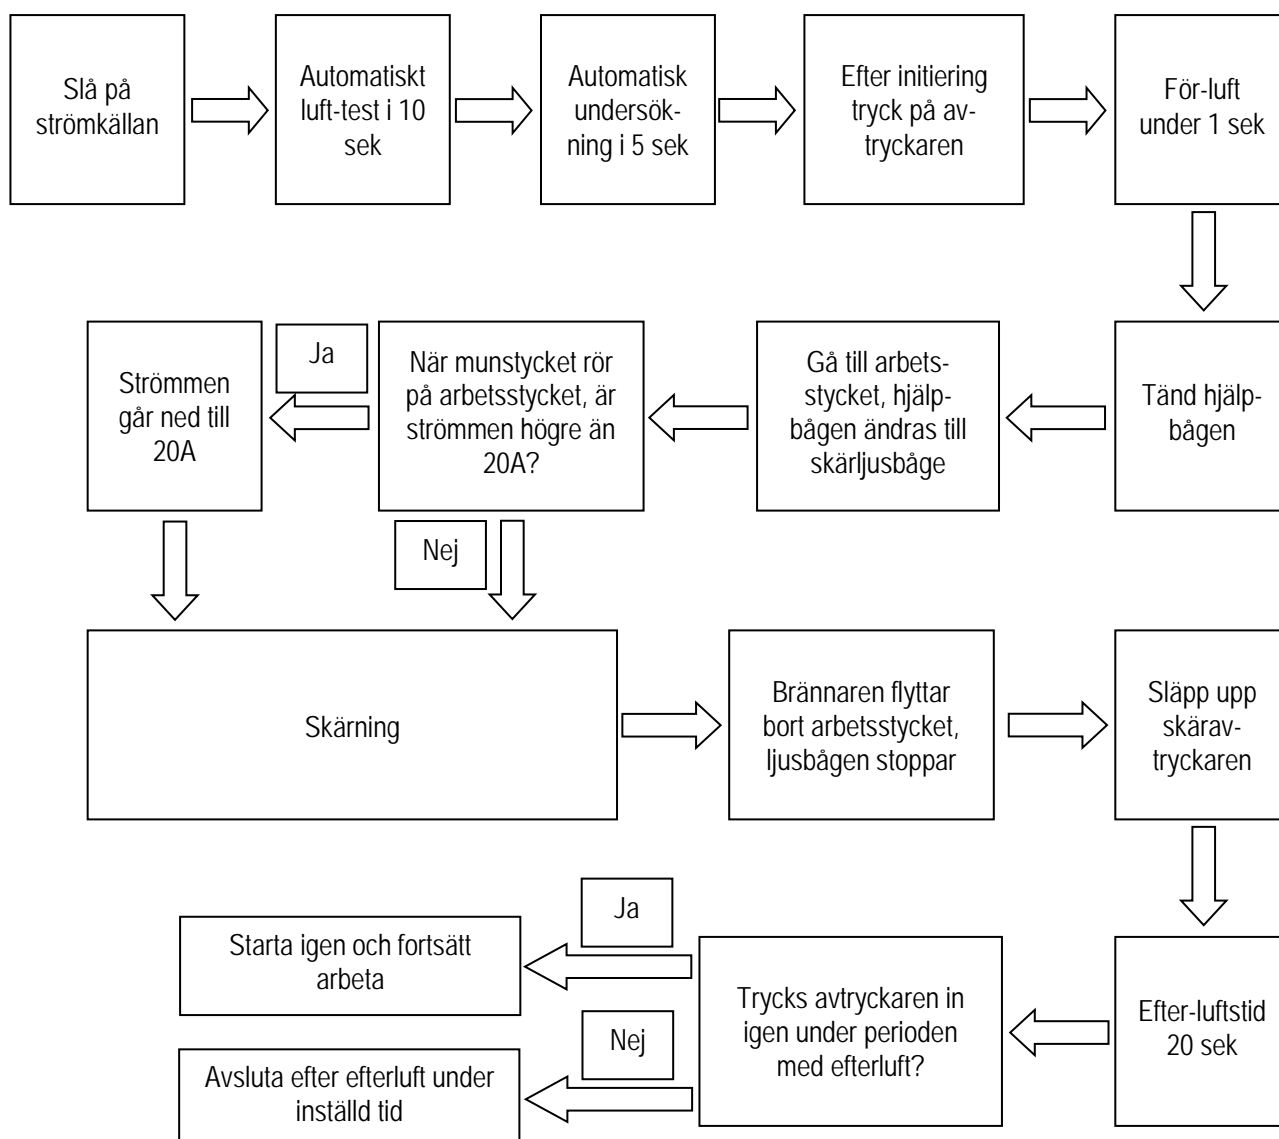 Slå på
strömkällan
Automatiskt
luft-test i 10
sek
Automatisk
undersök-
ning i 5 sek
Efter initiering
tryck på av-
tryckaren
För-luft
under 1 sek
Tänd hjälp-
bågen
Gå till arbets-
stycket, hjälp-
bågen ändras till
skärljusbåge
När munstycket rör
på arbetsstycket, är
strömmen högre än
20A?
Ja
Strömmen
går ned till
20A
Nej
Skärning
Brännaren flyttar
bort arbetsstycket,
ljusbågen stoppar
Släpp upp
skärav-
tryckaren
Efter-luftstid
20 sek
Trycks avtryckaren in
igen under perioden
med efterluft?
Ja
Starta igen och fortsätt
arbeta
Nej
Avsluta efter efterluft under
inställd tid